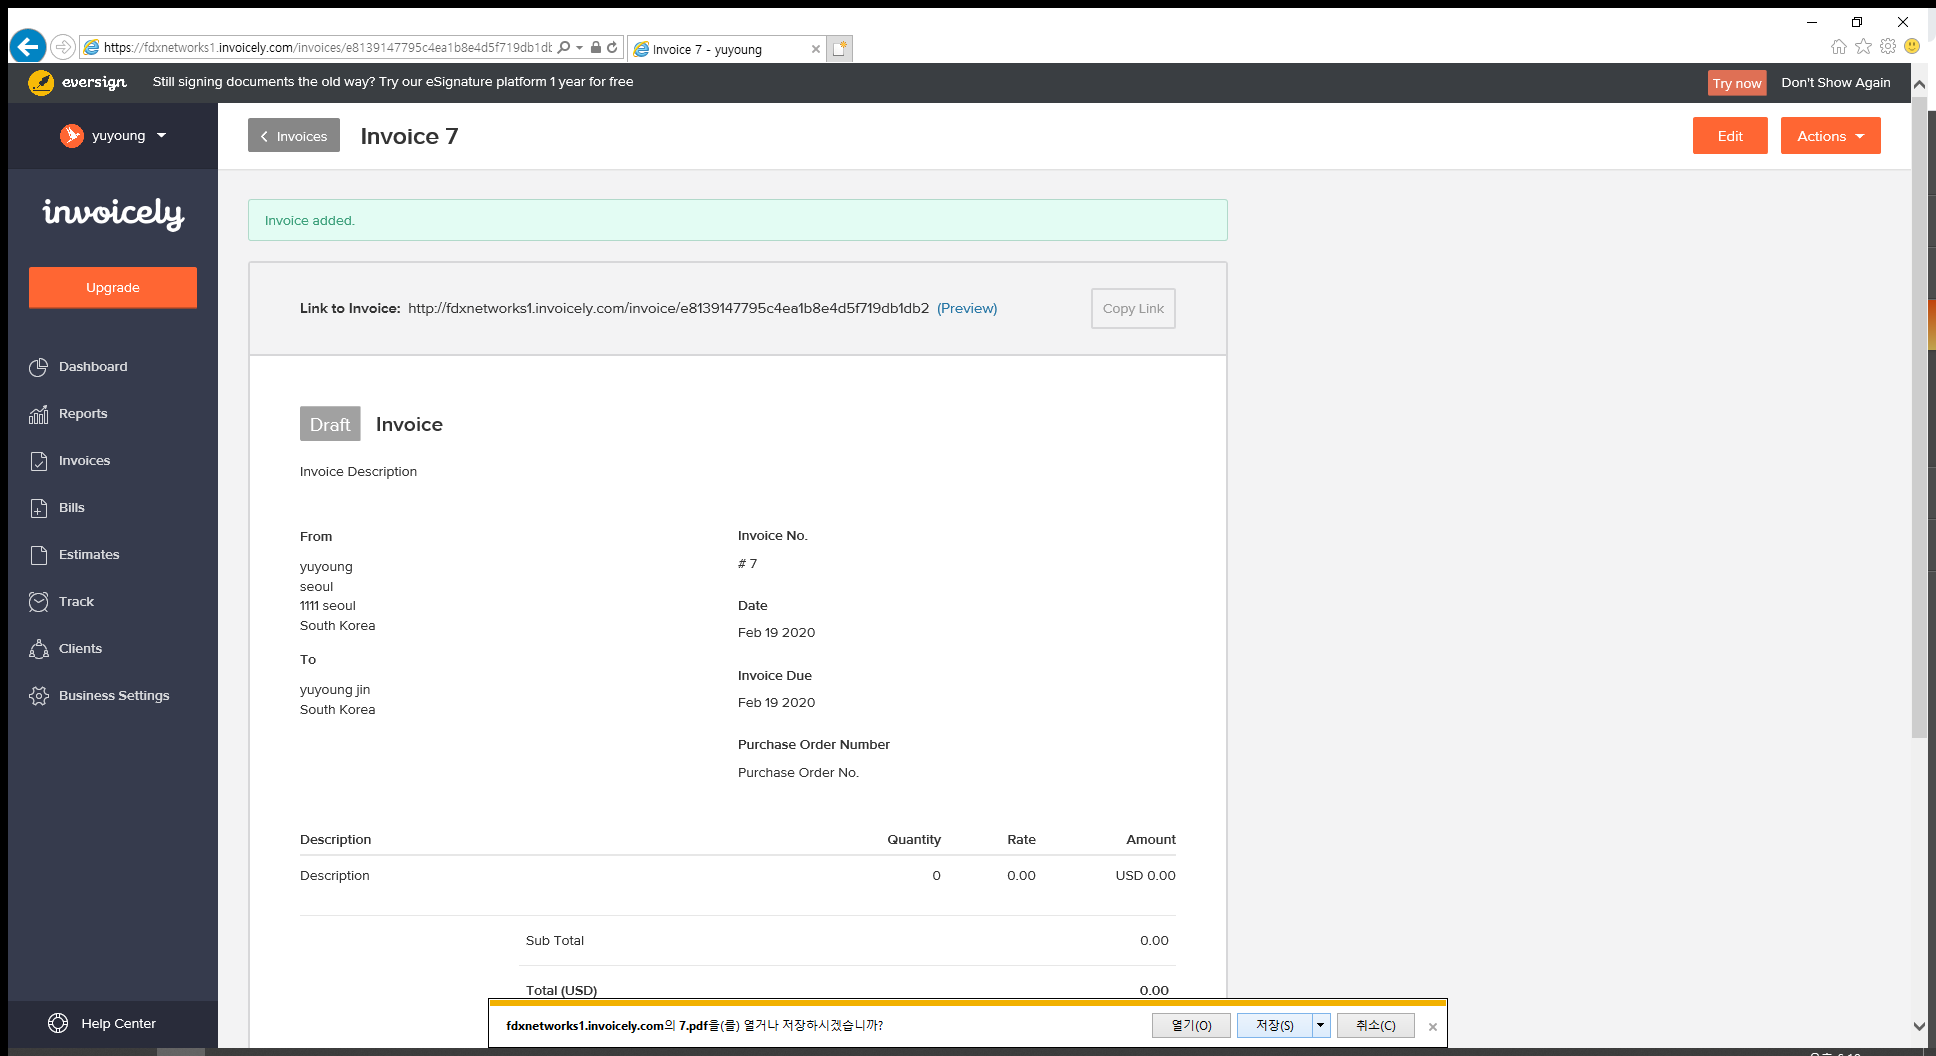 https://fdxnetworks1.invoicely.com/invoices/e8139147795c4ea1b8e4d5f719db1db
Invoice 7 - yuyoung
eversign
Still signing documents the old way? Try our eSignature platform 1 year for free
Try now
Don't Show Again
yuyoung
Invoices
Invoice 7
Edit
Actions
invoicely
Upgrade
Dashboard
Reports
Invoices
Bills
Estimates
Track
Clients
Business Settings
Help Center
Invoice added.
Link to Invoice: http://fdxnetworks1.invoicely.com/invoice/e8139147795c4ea1b8e4d5f719db1db2 (Preview)
Copy Link
Draft Invoice
Invoice Description
From
yuyoung
seoul
1111 seoul
South Korea
To
yuyoung jin
South Korea
Invoice No.
# 7
Date
Feb 19 2020
Invoice Due
Feb 19 2020
Purchase Order Number
Purchase Order No.
Description Quantity Rate Amount
Description 0 0.00 USD 0.00
Sub Total 0.00
Total (USD) 0.00
fdxnetworks1.invoicely.com의 7.pdf을(를) 열거나 저장하시겠습니까?
열기(O)
저장(S)
취소(C)